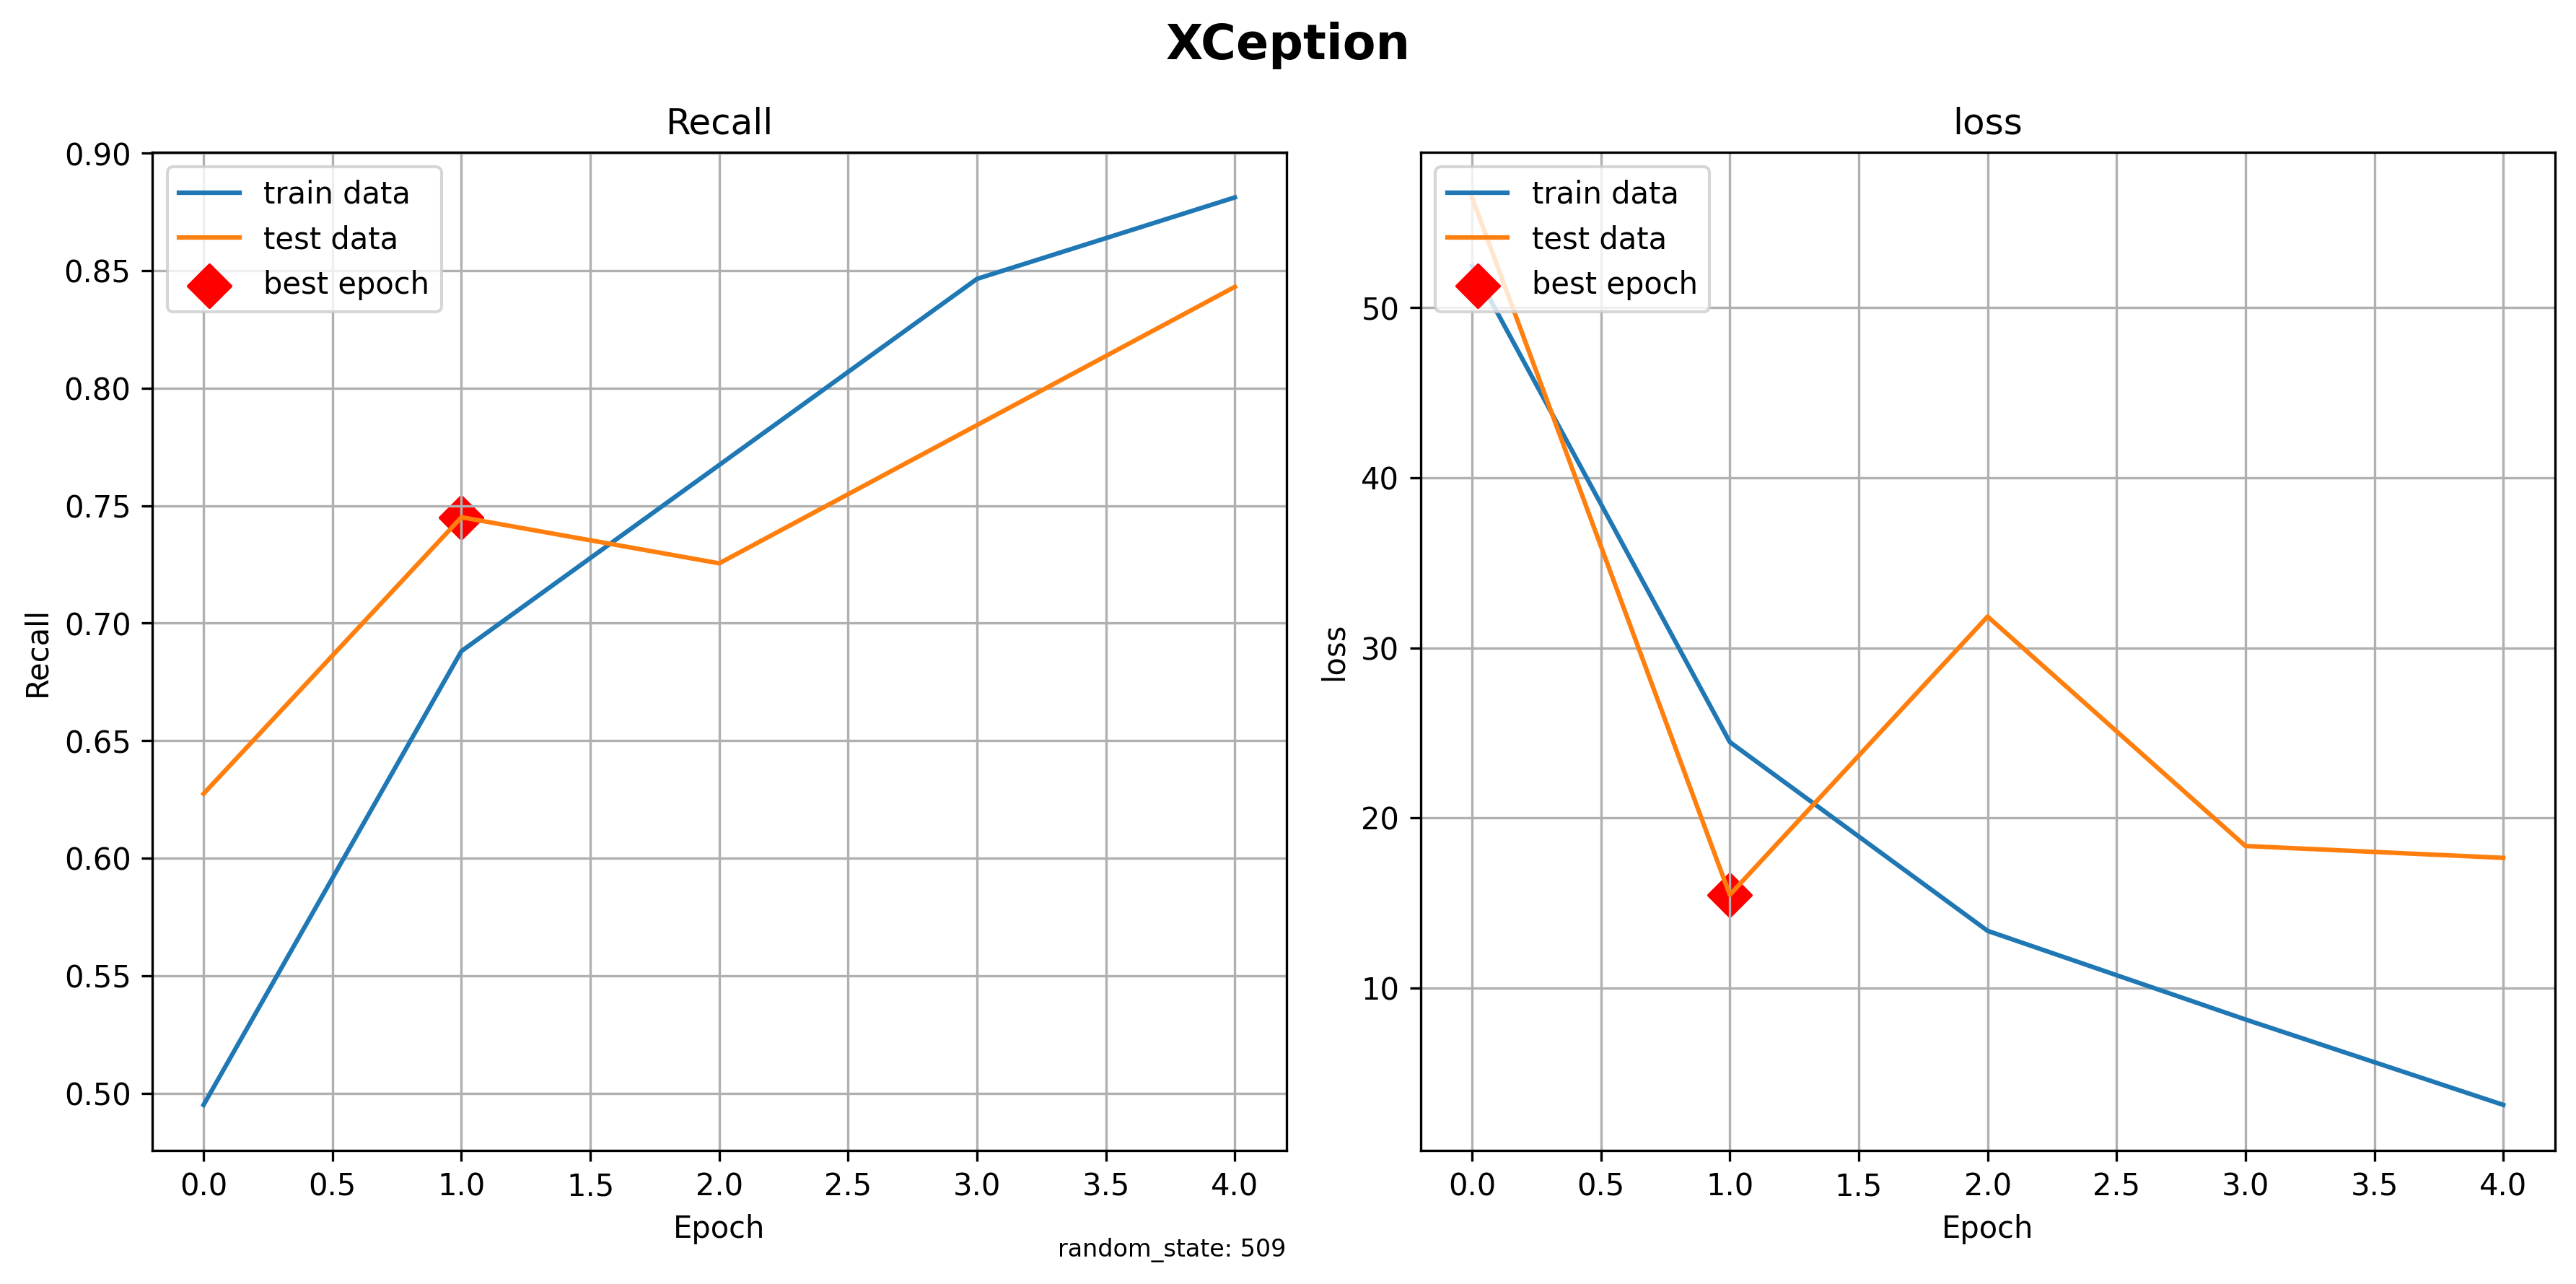 XCeption
Recall
0.90
0.85
0.80
0.75
0.70
0.65
0.60
0.55
0.50
Recall
train data
test data
best epoch
0.0 0.5 1.0 1.5 2.0 2.5 3.0 3.5 4.0
Epoch
random_state: 509
loss
50
40
30
20
10
loss
train data
test data
best epoch
0.0 0.5 1.0 1.5 2.0 2.5 3.0 3.5 4.0
Epoch